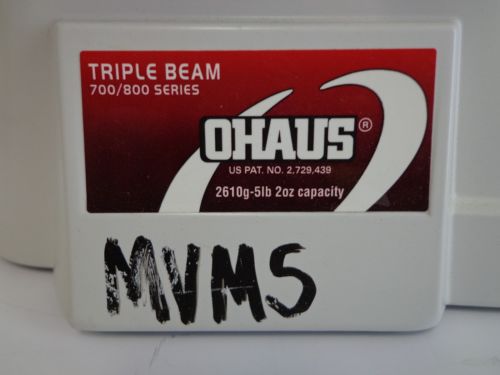 TRIPLE BEAM
700/800 SERIES
OHAUS®
US PAT. NO. 2,729,439
2610g-5lb 2oz capacity
MVMS